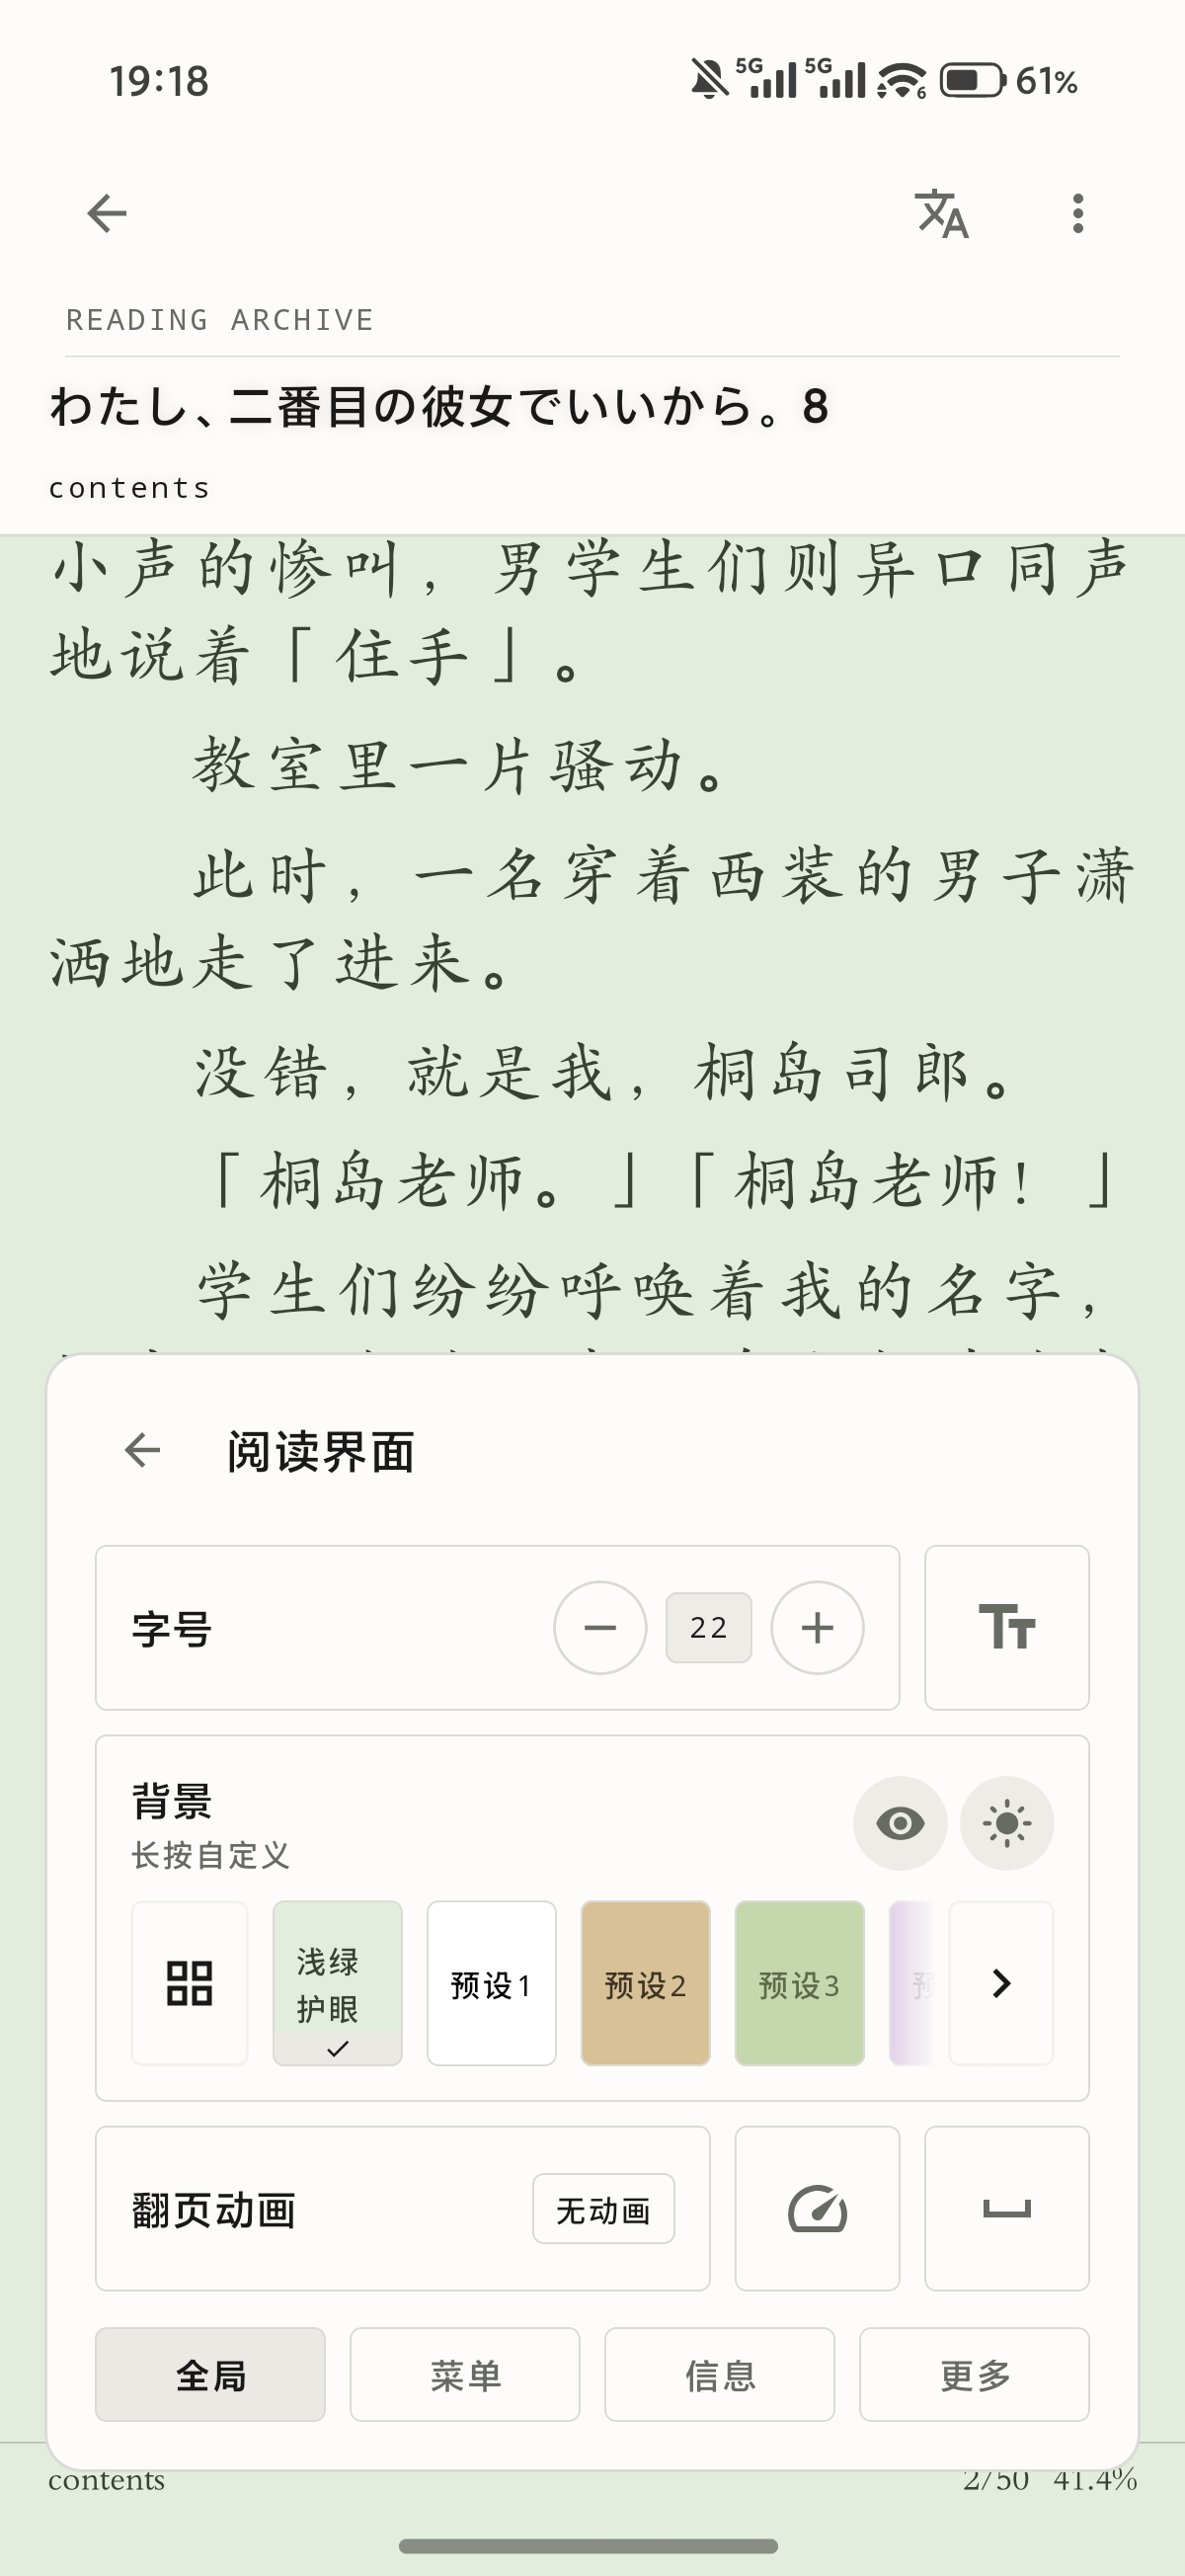 19:18
5G 5G 6 61%
READING ARCHIVE
わたし、二番目の彼女でいいから。8
contents
小声的惨叫，男学生们则异口同声
地说着「住手」。
教室里一片骚动。
此时，一名穿着西装的男子潇
洒地走了进来。
没错，就是我，桐岛司郎。
「桐岛老师。」「桐岛老师！」
学生们纷纷呼唤着我的名字，
阅读界面
字号
22
背景
长按自定义
浅绿
护眼
预设1
预设2
预设3
翻页动画
无动画
全局
菜单
信息
更多
contents
2/50 41.4%